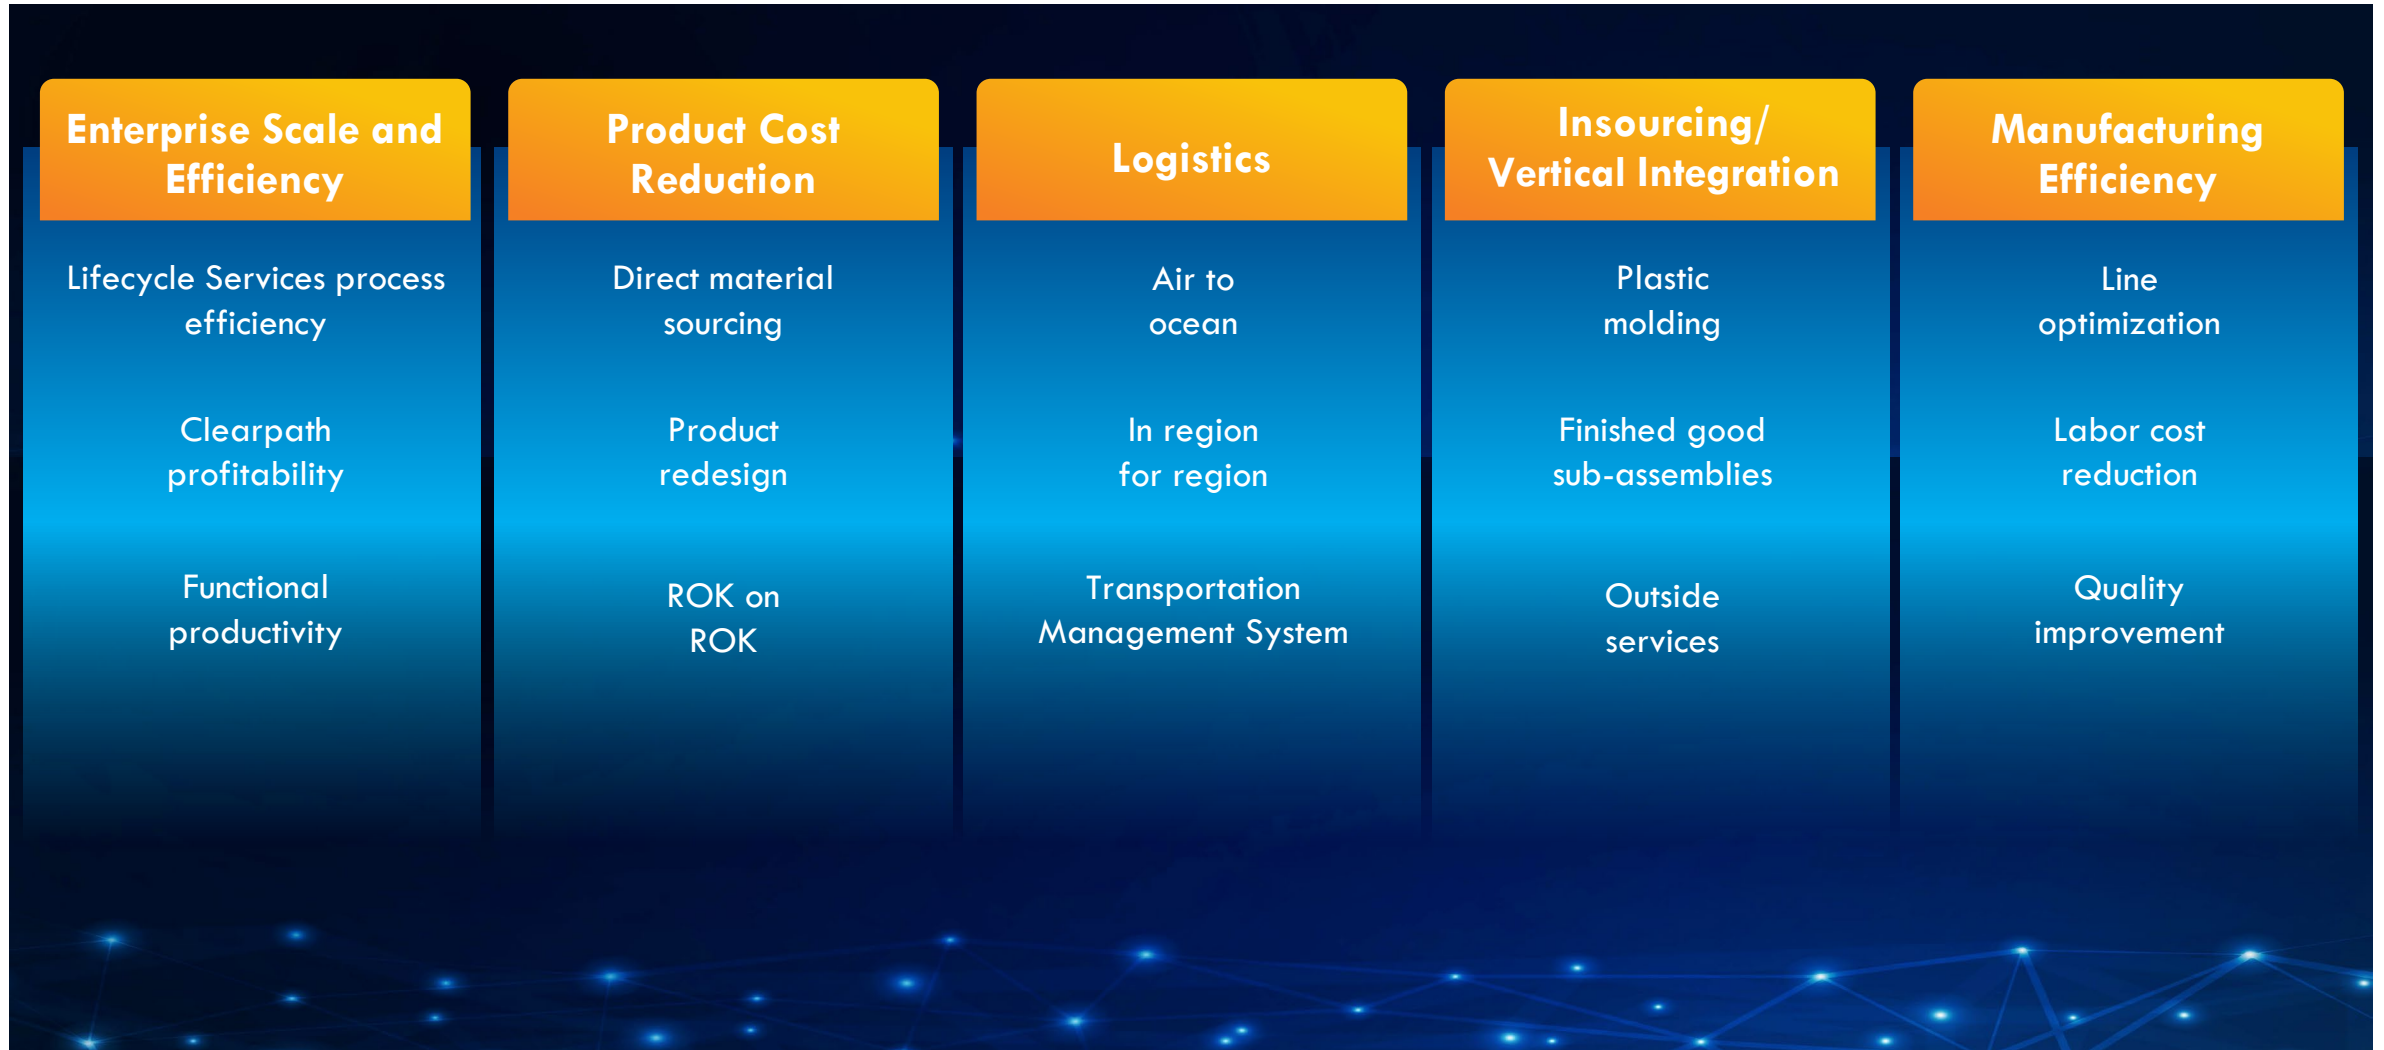 Enterprise Scale and
Efficiency
Lifecycle Services process
efficiency
Clearpath
profitability
Functional
productivity
Product Cost
Reduction
Direct material
sourcing
Product
redesign
ROK on
ROK
Logistics
Air to
ocean
In region
for region
Transportation
Management System
Insourcing/
Vertical Integration
Plastic
molding
Finished good
sub-assemblies
Outside
services
Manufacturing
Efficiency
Line
optimization
Labor cost
reduction
Quality
improvement